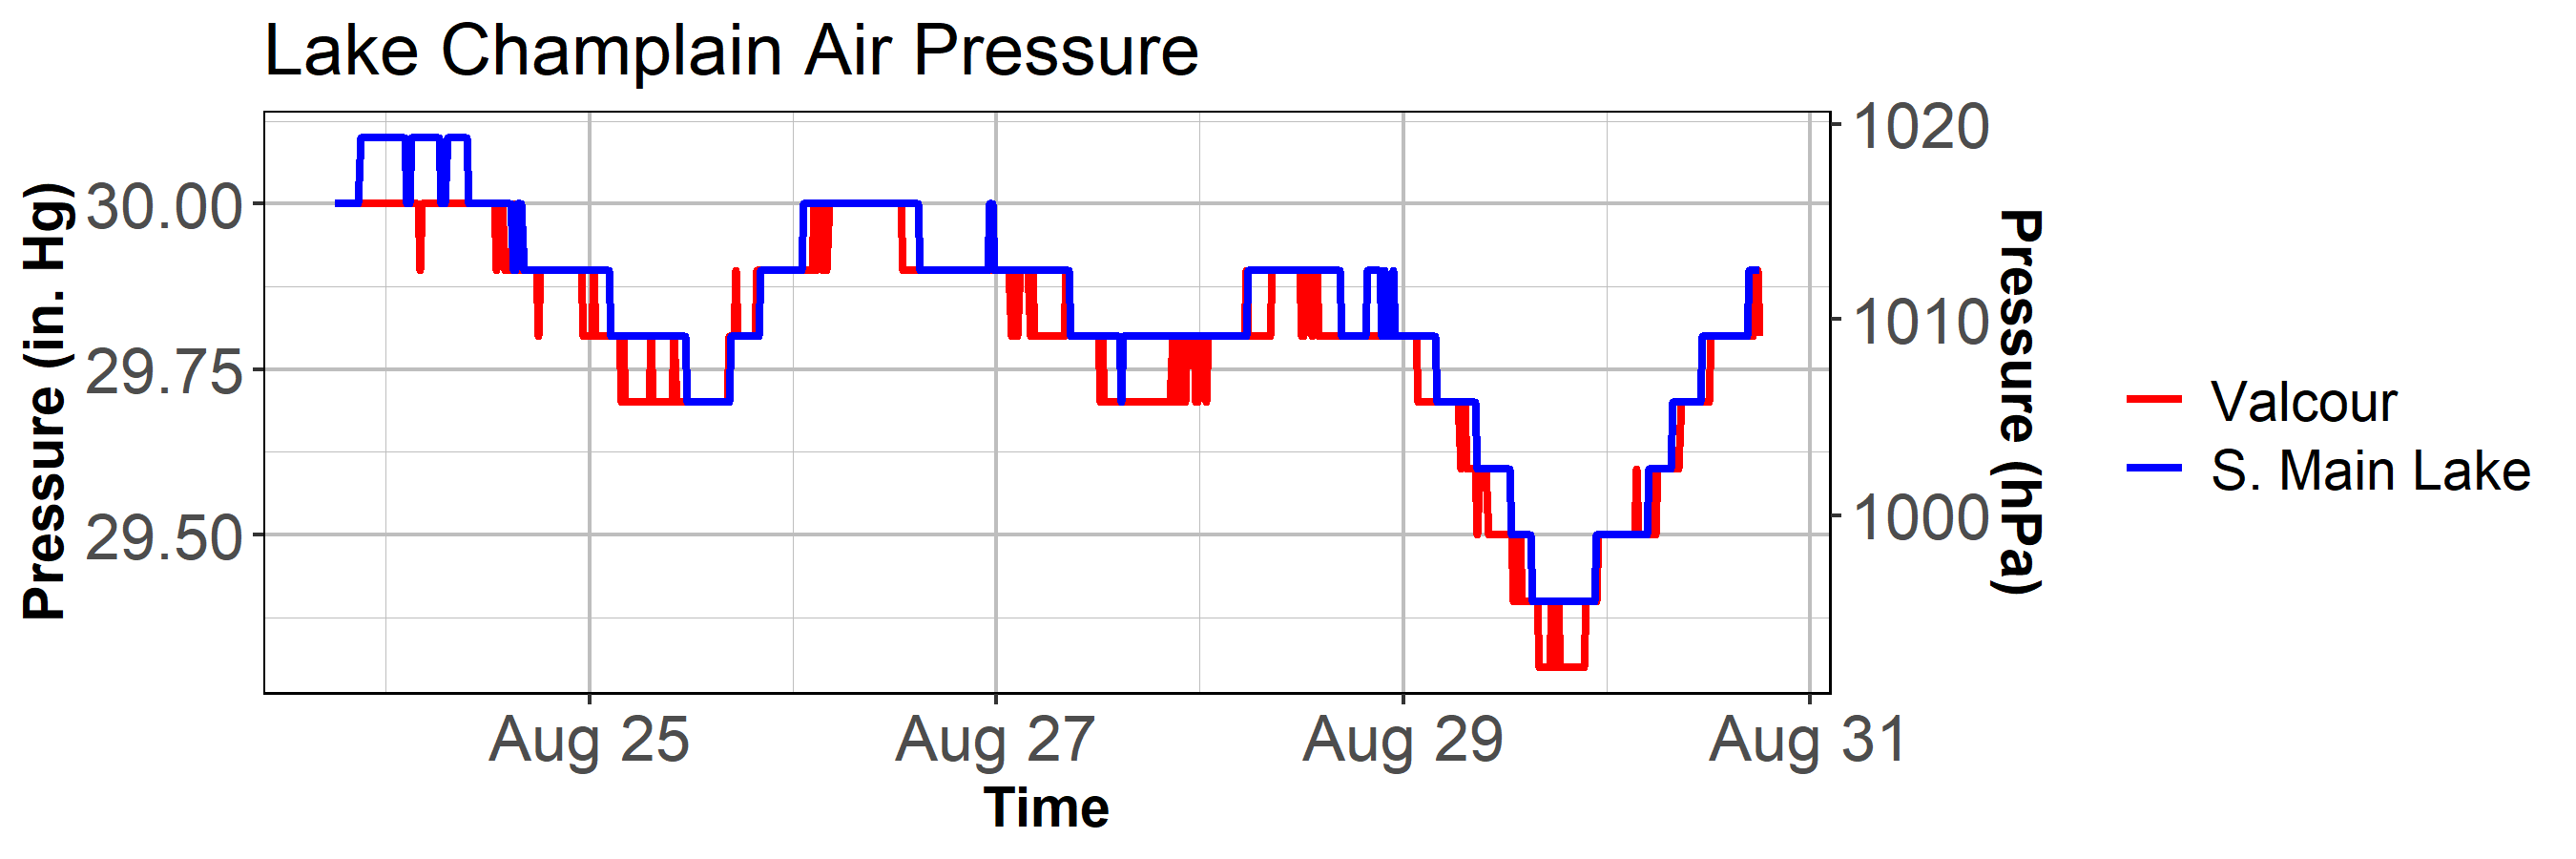 Lake Champlain Air Pressure
Pressure (in. Hg)
30.00
29.75
29.50
1020
1010
1000
Pressure (hPa)
Aug 25
Aug 27
Aug 29
Aug 31
Time
Valcour
S. Main Lake